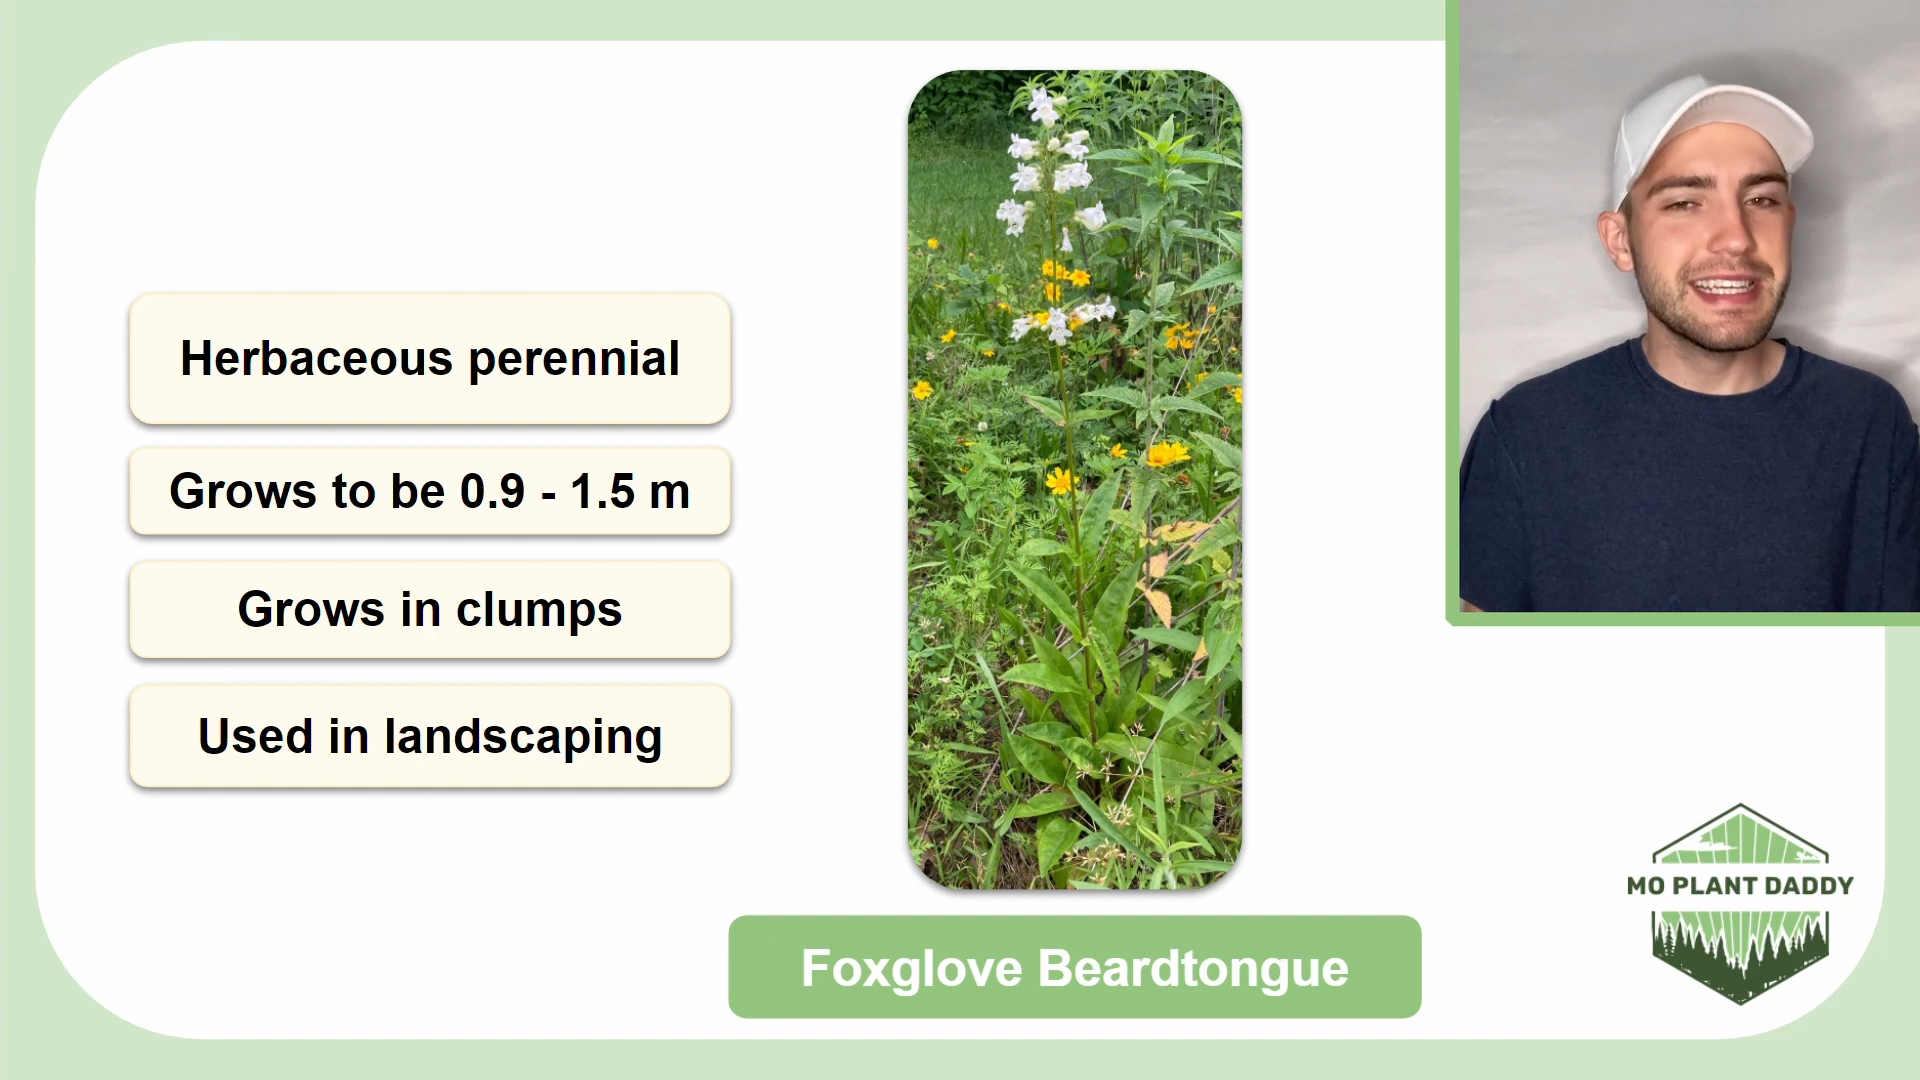 Herbaceous perennial
Grows to be 0.9 - 1.5 m
Grows in clumps
Used in landscaping
Foxglove Beardtongue
MO PLANT DADDY